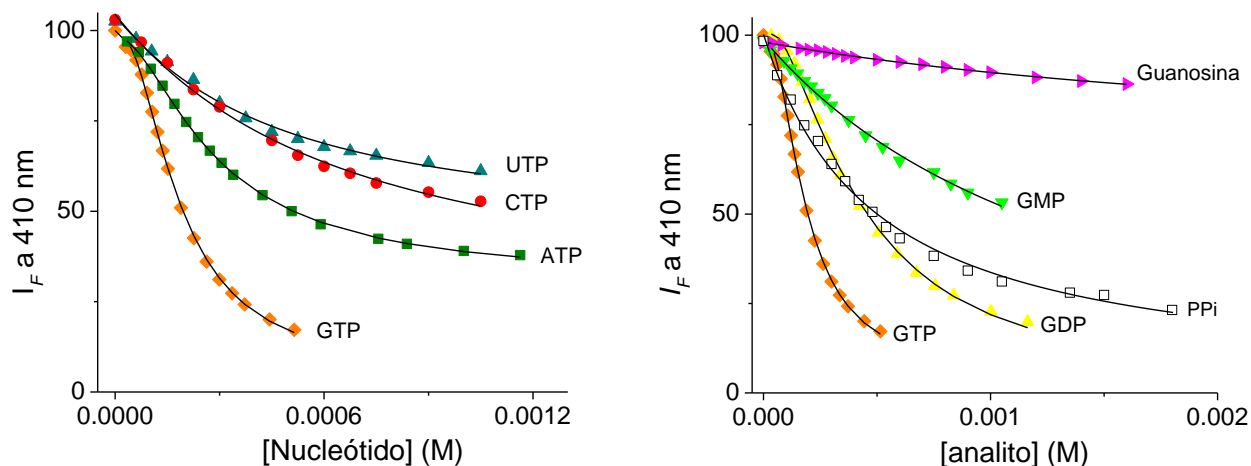 I_F a 410 nm
100
50
0
UTP
CTP
ATP
GTP
0.0000
0.0006
0.0012
[Nucleótido] (M)
I_F a 410 nm
100
50
0
Guanosina
GMP
PPi
GDP
GTP
0.000
0.001
0.002
[analito] (M)